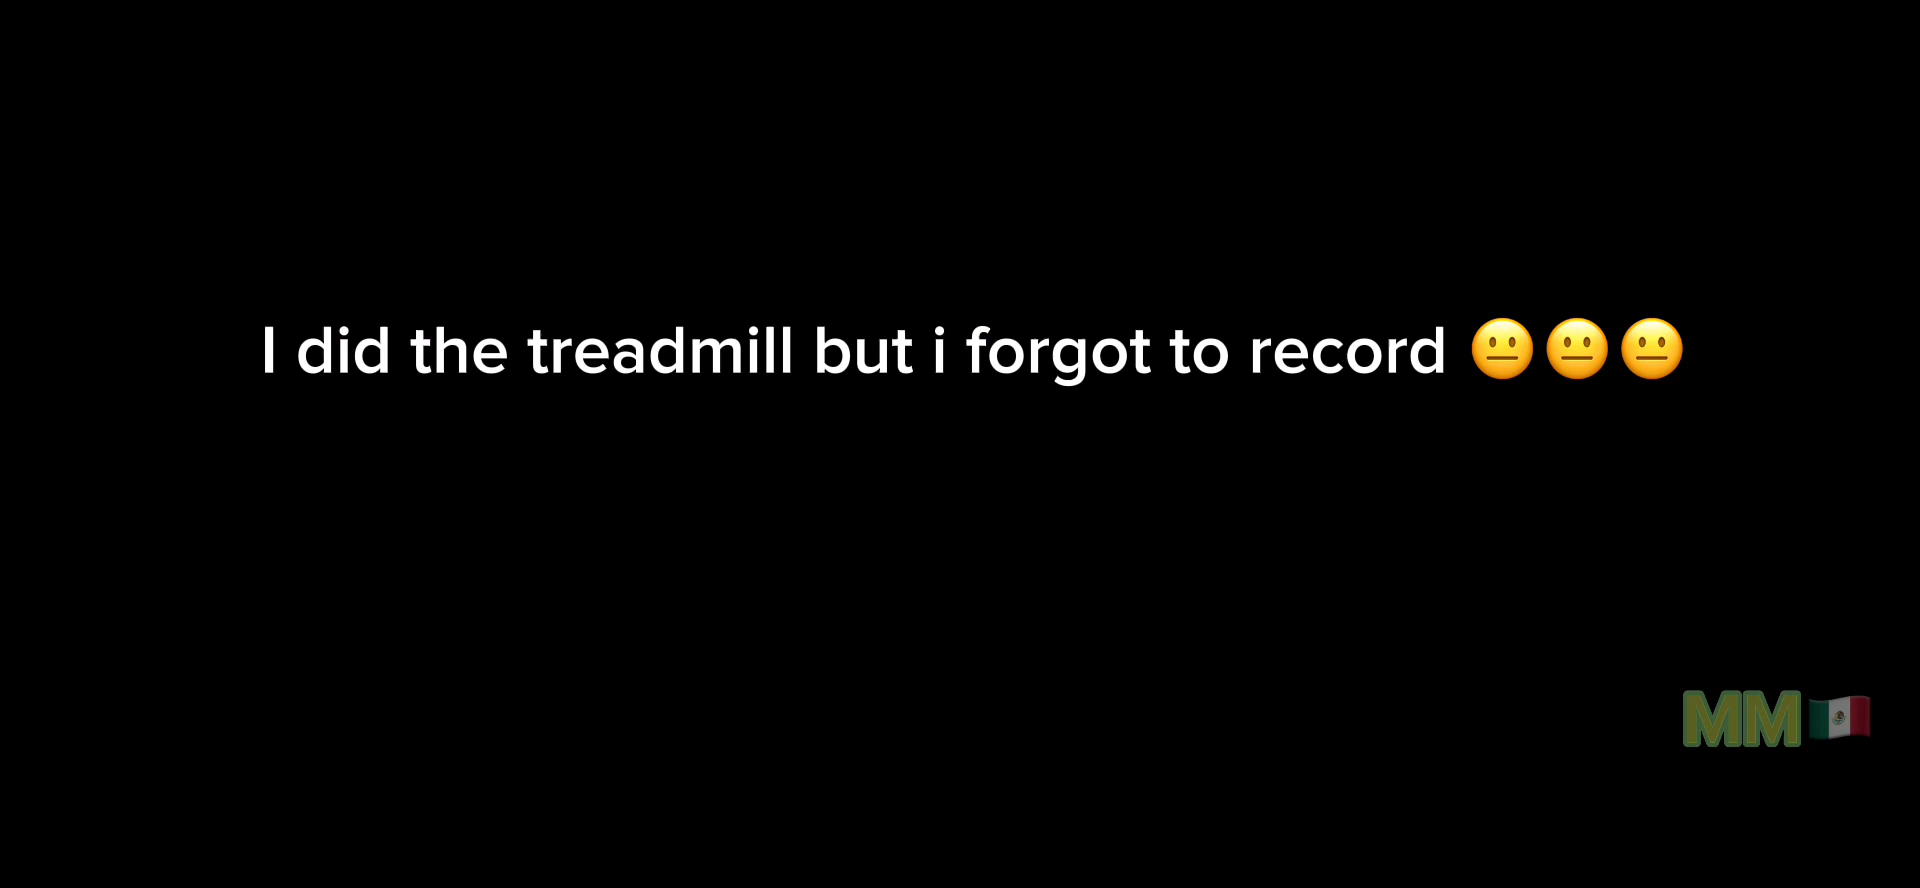 I did the treadmill but i forgot to record 😐😐😐
MM🇲🇽